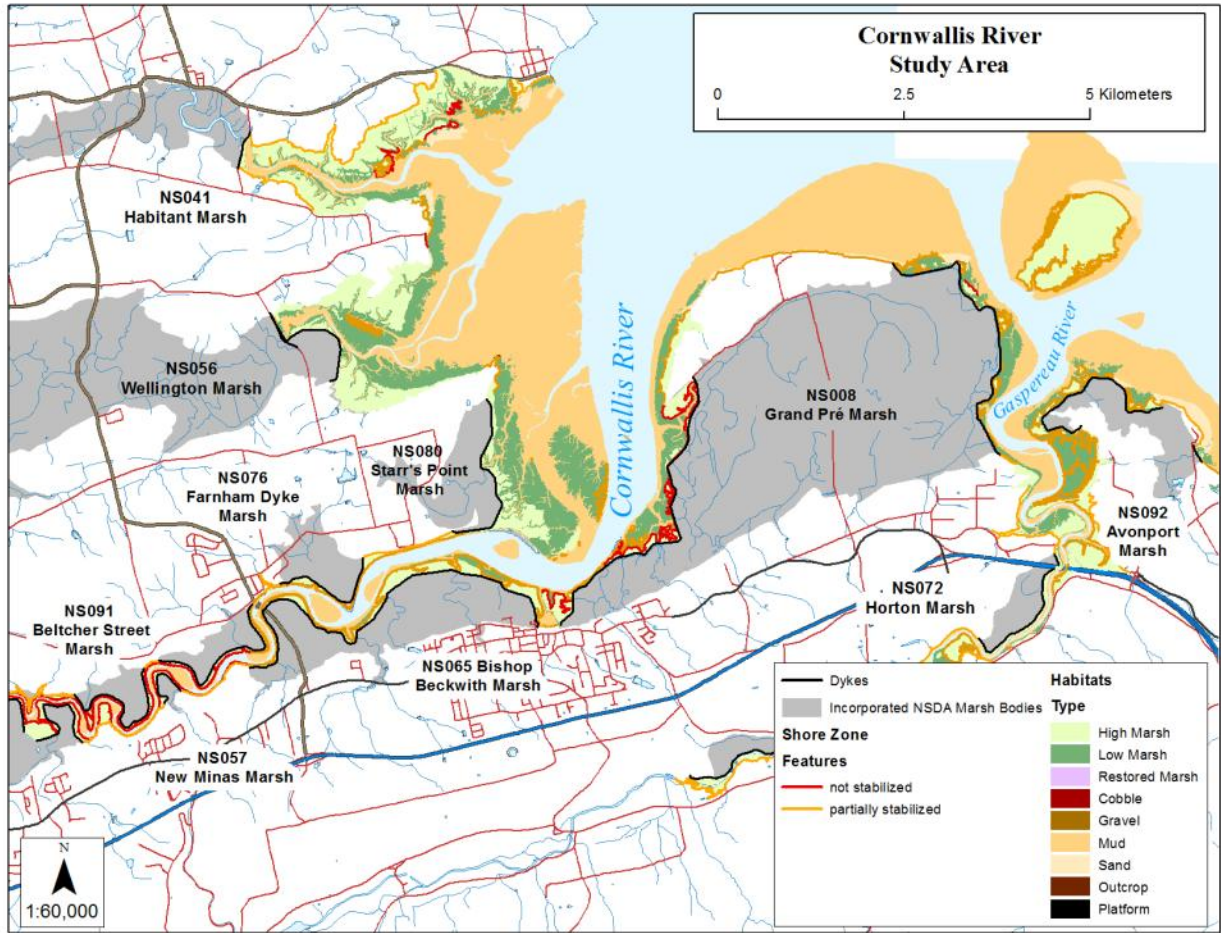 Cornwallis River
Study Area
0 2.5 5 Kilometers
NS041
Habitant Marsh
NS056
Wellington Marsh
NS080
Starr's Point
Marsh
NS076
Farnham Dyke
Marsh
NS091
Beltcher Street
Marsh
NS065 Bishop
Beckwith Marsh
NS057
New Minas Marsh
Cornwallis River
NS008
Grand Pré Marsh
Gaspereau River
NS092
Avonport
Marsh
NS072
Horton Marsh
Dykes
Incorporated NSDA Marsh Bodies
Shore Zone
Features
not stabilized
partially stabilized
Habitats
Type
High Marsh
Low Marsh
Restored Marsh
Cobble
Gravel
Mud
Sand
Outcrop
Platform
N
1:60,000